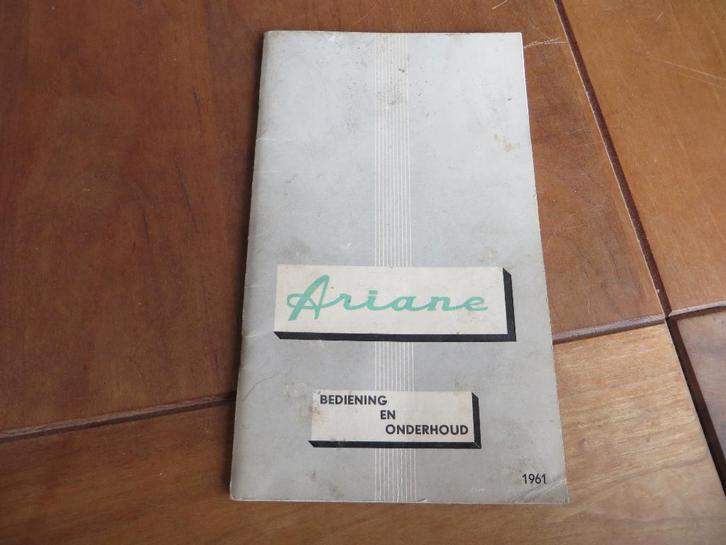 Ariane
BEDIENING
EN
ONDERHOUD
1961